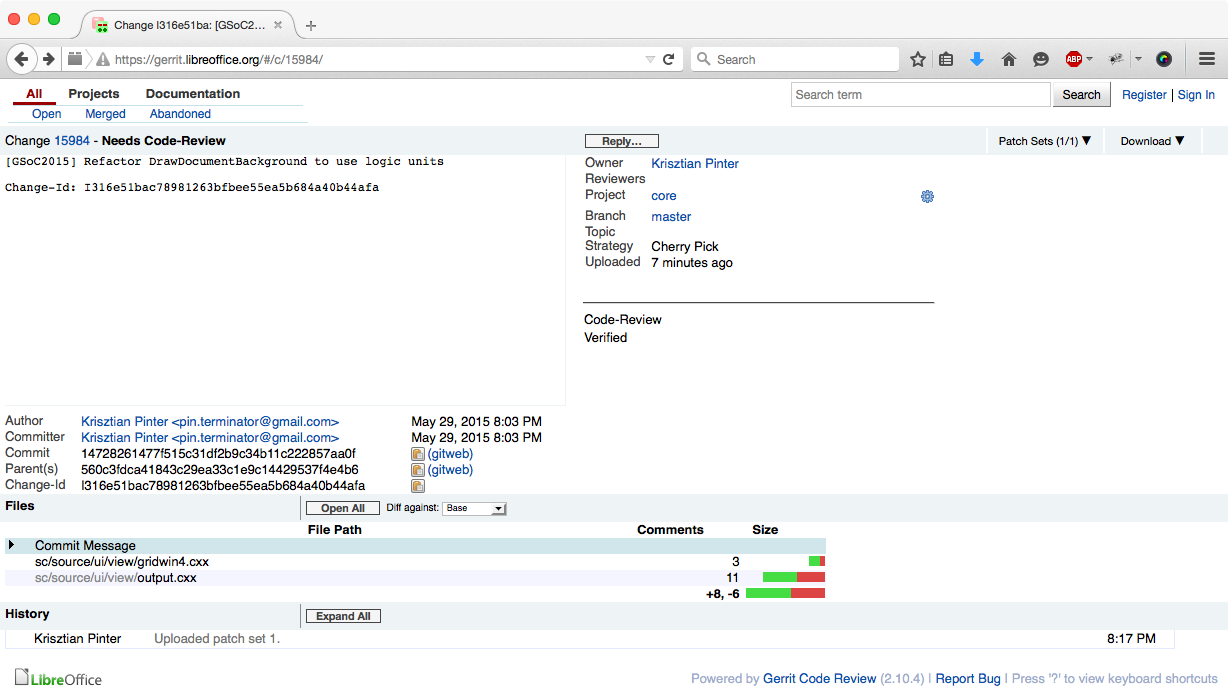 Change I316e51ba: [GSoC2...
https://gerrit.libreoffice.org/#/c/15984/
Search
ABP
All Projects Documentation
Open Merged Abandoned
Search term
Search
Register | Sign In
Change 15984 - Needs Code-Review
Reply...
Patch Sets (1/1) ▼
Download ▼
[GSoC2015] Refactor DrawDocumentBackground to use logic units
Change-Id: I316e51bac78981263bfbee55ea5b684a40b44afa
Owner Krisztian Pinter
Reviewers
Project core
Branch master
Topic
Strategy Cherry Pick
Uploaded 7 minutes ago
Code-Review
Verified
Author Krisztian Pinter <pin.terminator@gmail.com> May 29, 2015 8:03 PM
Committer Krisztian Pinter <pin.terminator@gmail.com> May 29, 2015 8:03 PM
Commit 14728261477f515c31df2b9c34b11c222857aa0f (gitweb)
Parent(s) 560c3fdca41843c29ea33c1e9c14429537f4e4b6 (gitweb)
Change-Id I316e51bac78981263bfbee55ea5b684a40b44afa
Files Open All Diff against: Base
File Path Comments Size
Commit Message
sc/source/ui/view/gridwin4.cxx 3
sc/source/ui/view/output.cxx 11
+8, -6
History Expand All
Krisztian Pinter Uploaded patch set 1. 8:17 PM
LibreOffice
Powered by Gerrit Code Review (2.10.4) | Report Bug | Press '?' to view keyboard shortcuts